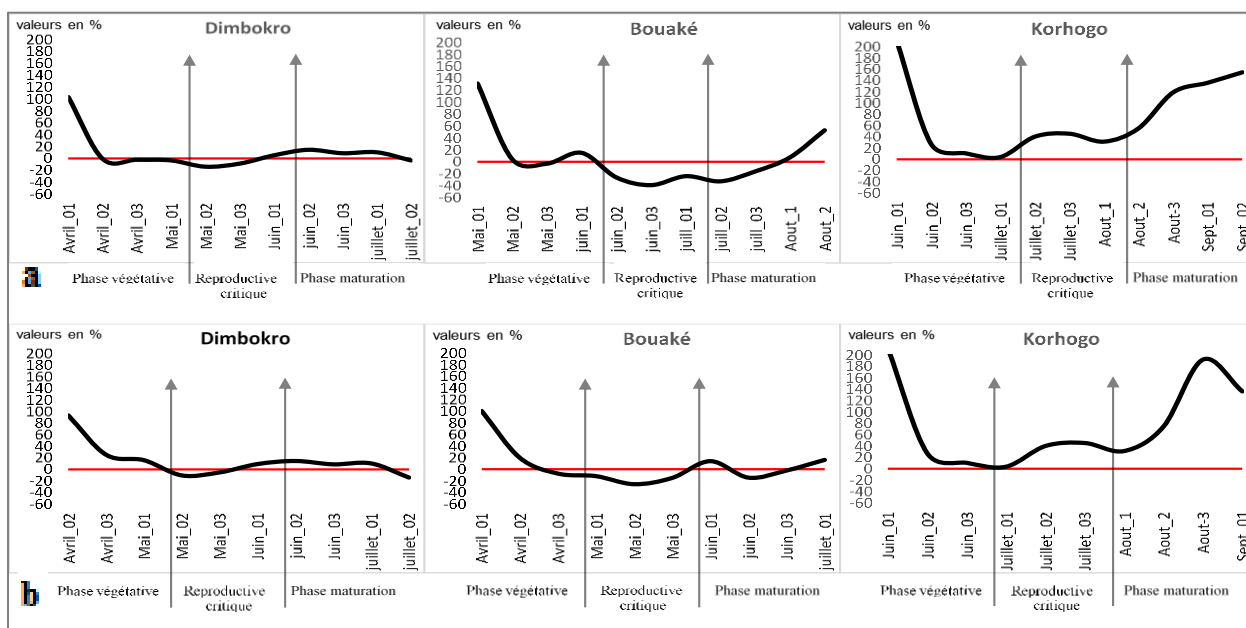 valeurs en %
Dimbokro
200
180
160
140
120
100
80
60
40
20
0
-20
-40
-60
Avril_01
Avril_02
Avril_03
Mai_01
Mai_02
Mai_03
Juin_01
juin_02
Juin_03
juillet_01
juillet_02
Phase végétative
Reproductive
critique
Phase maturation
valeurs en %
Bouaké
200
180
160
140
120
100
80
60
40
20
0
-20
-40
-60
Mai_01
Mai_02
Mai_03
juin_01
juin_02
juin_03
juill_01
juill_02
juill_03
Aout_1
Aout_2
Phase végétative
Reproductive
critique
Phase maturation
valeurs en %
Korhogo
200
180
160
140
120
100
80
60
40
20
0
-20
-40
-60
Juin_01
Juin_02
Juin_03
Juillet_01
Juillet_02
Juillet_03
Aout_1
Aout_2
Aout-3
Sept_01
Sept_02
Phase végétative
Reproductive
critique
Phase maturation
a
valeurs en %
Dimbokro
200
180
160
140
120
100
80
60
40
20
0
-20
-40
-60
Avril_02
Avril_03
Mai_01
Mai_02
Mai_03
Juin_01
juin_02
Juin_03
juillet_01
juillet_02
Phase végétative
Reproductive
critique
Phase maturation
valeurs en %
Bouaké
200
180
160
140
120
100
80
60
40
20
0
-20
-40
-60
Avril_01
Avril_02
Avril_03
Mai_01
Mai_02
Mai_03
Juin_01
juin_02
Juin_03
juillet_01
Phase végétative
Reproductive
critique
Phase maturation
valeurs en %
Korhogo
200
180
160
140
120
100
80
60
40
20
0
-20
-40
-60
Juin_01
Juin_02
Juin_03
Juillet_01
Juillet_02
Juillet_03
Aout_1
Aout_2
Aout-3
Sept_01
Phase végétative
Reproductive
critique
Phase maturation
b